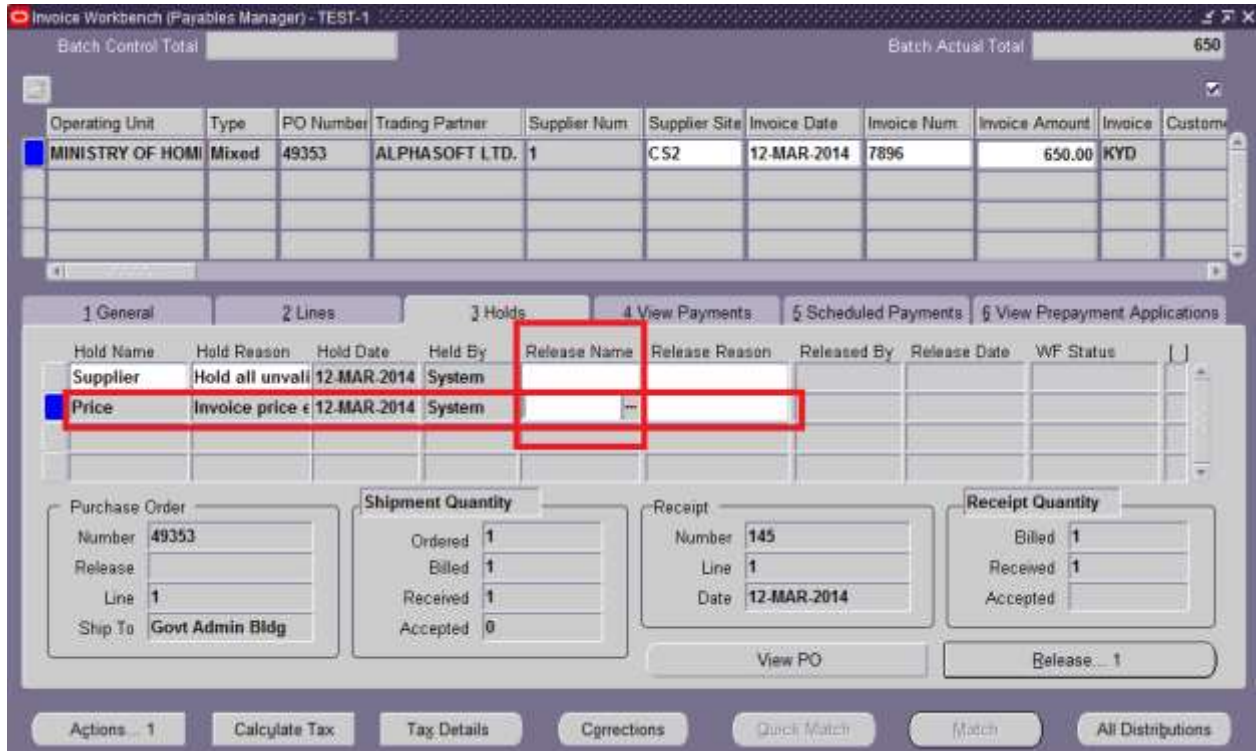 Invoice Workbench (Payables Manager) - TEST-1
Batch Control Total Batch Actual Total 650
Operating Unit Type PO Number Trading Partner Supplier Num Supplier Site Invoice Date Invoice Num Invoice Amount Invoice Custome
MINISTRY OF HOMI Mixed 49353 ALPHASOFT LTD. 1 CS2 12-MAR-2014 7896 650.00 KYD
1 General 2 Lines 3 Holds 4 View Payments 5 Scheduled Payments 6 View Prepayment Applications
Hold Name Hold Reason Hold Date Held By Release Name Release Reason Released By Release Date WF Status [ ]
Supplier Hold all unvali 12-MAR-2014 System
Price Invoice price e 12-MAR-2014 System ...
Purchase Order Shipment Quantity Receipt Receipt Quantity
Number 49353 Ordered 1 Number 145 Billed 1
Release Billed 1 Line 1 Received 1
Line 1 Received 1 Date 12-MAR-2014 Accepted
Ship To Govt Admin Bldg Accepted 0
View PO Release... 1
Actions... 1 Calculate Tax Tax Details Corrections Quick Match Match All Distributions